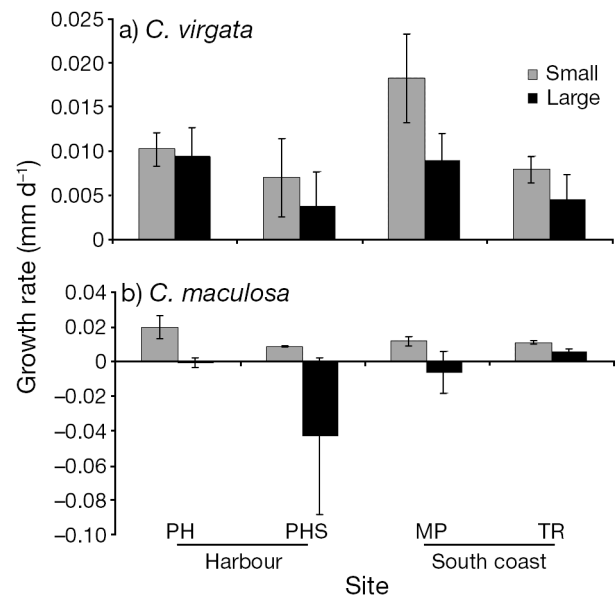 a) C. virgata
0.025
0.020
0.015
0.010
0.005
0
Small
Large
Growth rate (mm d⁻¹)
b) C. maculosa
0.04
0.02
0
–0.02
–0.04
–0.06
–0.08
–0.10
PH PHS MP TR
Harbour South coast
Site